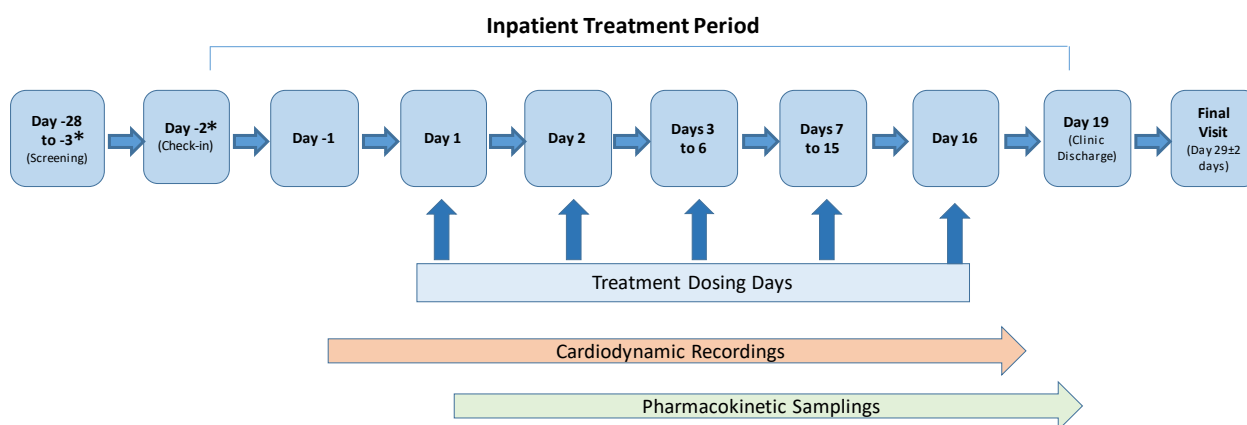 Inpatient Treatment Period
Day -28
to -3*
(Screening)
Day -2*
(Check-in)
Day -1
Day 1
Day 2
Days 3
to 6
Days 7
to 15
Day 16
Day 19
(Clinic
Discharge)
Final
Visit
(Day 29±2
days)
Treatment Dosing Days
Cardiodynamic Recordings
Pharmacokinetic Samplings